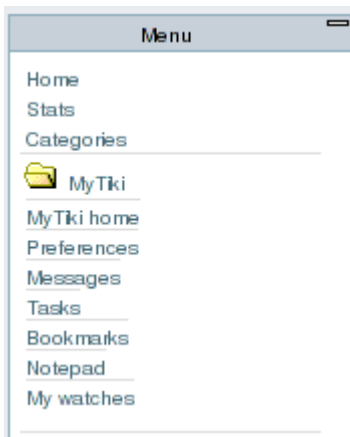 Menu
Home
Stats
Categories
MyTiki
MyTiki home
Preferences
Messages
Tasks
Bookmarks
Notepad
My watches